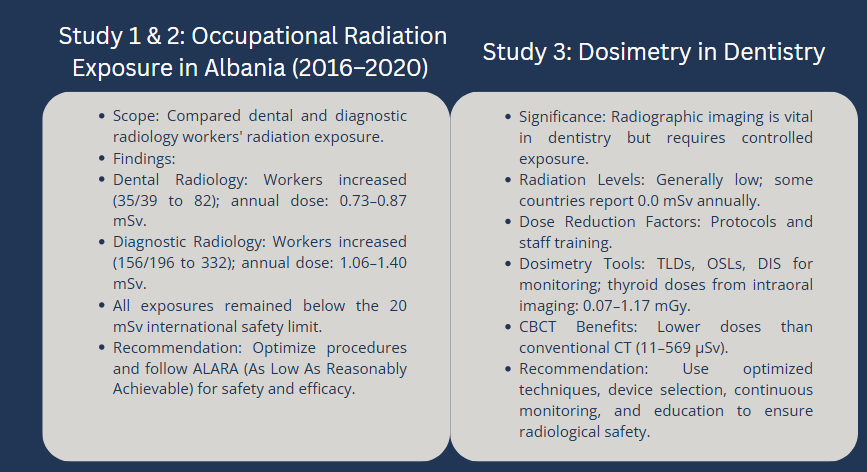 Study 1 & 2: Occupational Radiation
Exposure in Albania (2016–2020)
• Scope: Compared dental and diagnostic
radiology workers' radiation exposure.
• Findings:
• Dental Radiology: Workers increased
(35/39 to 82); annual dose: 0.73–0.87
mSv.
• Diagnostic Radiology: Workers increased
(156/196 to 332); annual dose: 1.06–1.40
mSv.
• All exposures remained below the 20
mSv international safety limit.
• Recommendation: Optimize procedures
and follow ALARA (As Low As Reasonably
Achievable) for safety and efficacy.
Study 3: Dosimetry in Dentistry
• Significance: Radiographic imaging is vital
in dentistry but requires controlled
exposure.
• Radiation Levels: Generally low; some
countries report 0.0 mSv annually.
• Dose Reduction Factors: Protocols and
staff training.
• Dosimetry Tools: TLDs, OSLs, DIS for
monitoring; thyroid doses from intraoral
imaging: 0.07–1.17 mGy.
• CBCT Benefits: Lower doses than
conventional CT (11–569 μSv).
• Recommendation: Use optimized
techniques, device selection, continuous
monitoring, and education to ensure
radiological safety.